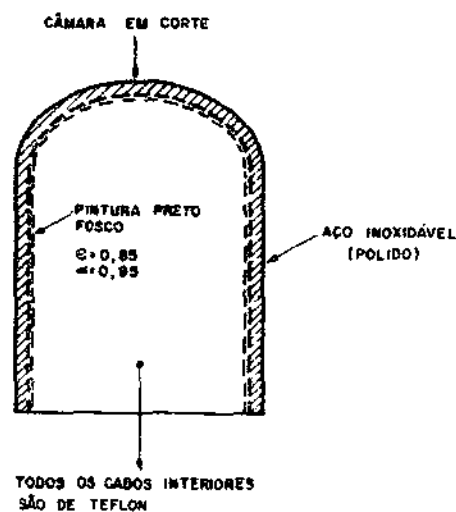 CÂMARA EM CORTE
PINTURA PRETO
FOSCO
Є=0,85
∝=0,95
AÇO INOXIDÁVEL
(POLIDO)
TODOS OS CABOS INTERIORES
SÃO DE TEFLON